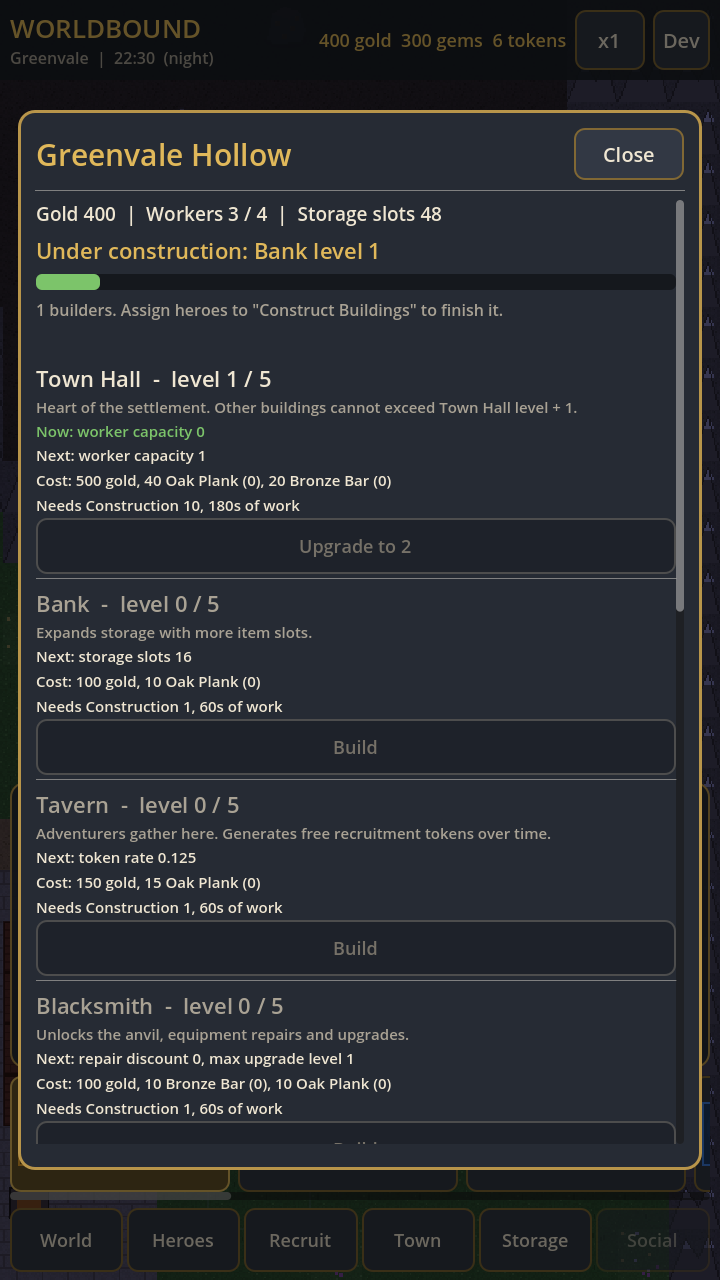 WORLDBOUND
Greenvale | 22:30 (night)
400 gold 300 gems 6 tokens
x1
Dev
Greenvale Hollow
Close
Gold 400 | Workers 3 / 4 | Storage slots 48
Under construction: Bank level 1
1 builders. Assign heroes to "Construct Buildings" to finish it.
Town Hall - level 1 / 5
Heart of the settlement. Other buildings cannot exceed Town Hall level + 1.
Now: worker capacity 0
Next: worker capacity 1
Cost: 500 gold, 40 Oak Plank (0), 20 Bronze Bar (0)
Needs Construction 10, 180s of work
Upgrade to 2
Bank - level 0 / 5
Expands storage with more item slots.
Next: storage slots 16
Cost: 100 gold, 10 Oak Plank (0)
Needs Construction 1, 60s of work
Build
Tavern - level 0 / 5
Adventurers gather here. Generates free recruitment tokens over time.
Next: token rate 0.125
Cost: 150 gold, 15 Oak Plank (0)
Needs Construction 1, 60s of work
Build
Blacksmith - level 0 / 5
Unlocks the anvil, equipment repairs and upgrades.
Next: repair discount 0, max upgrade level 1
Cost: 100 gold, 10 Bronze Bar (0), 10 Oak Plank (0)
Needs Construction 1, 60s of work
World
Heroes
Recruit
Town
Storage
Social